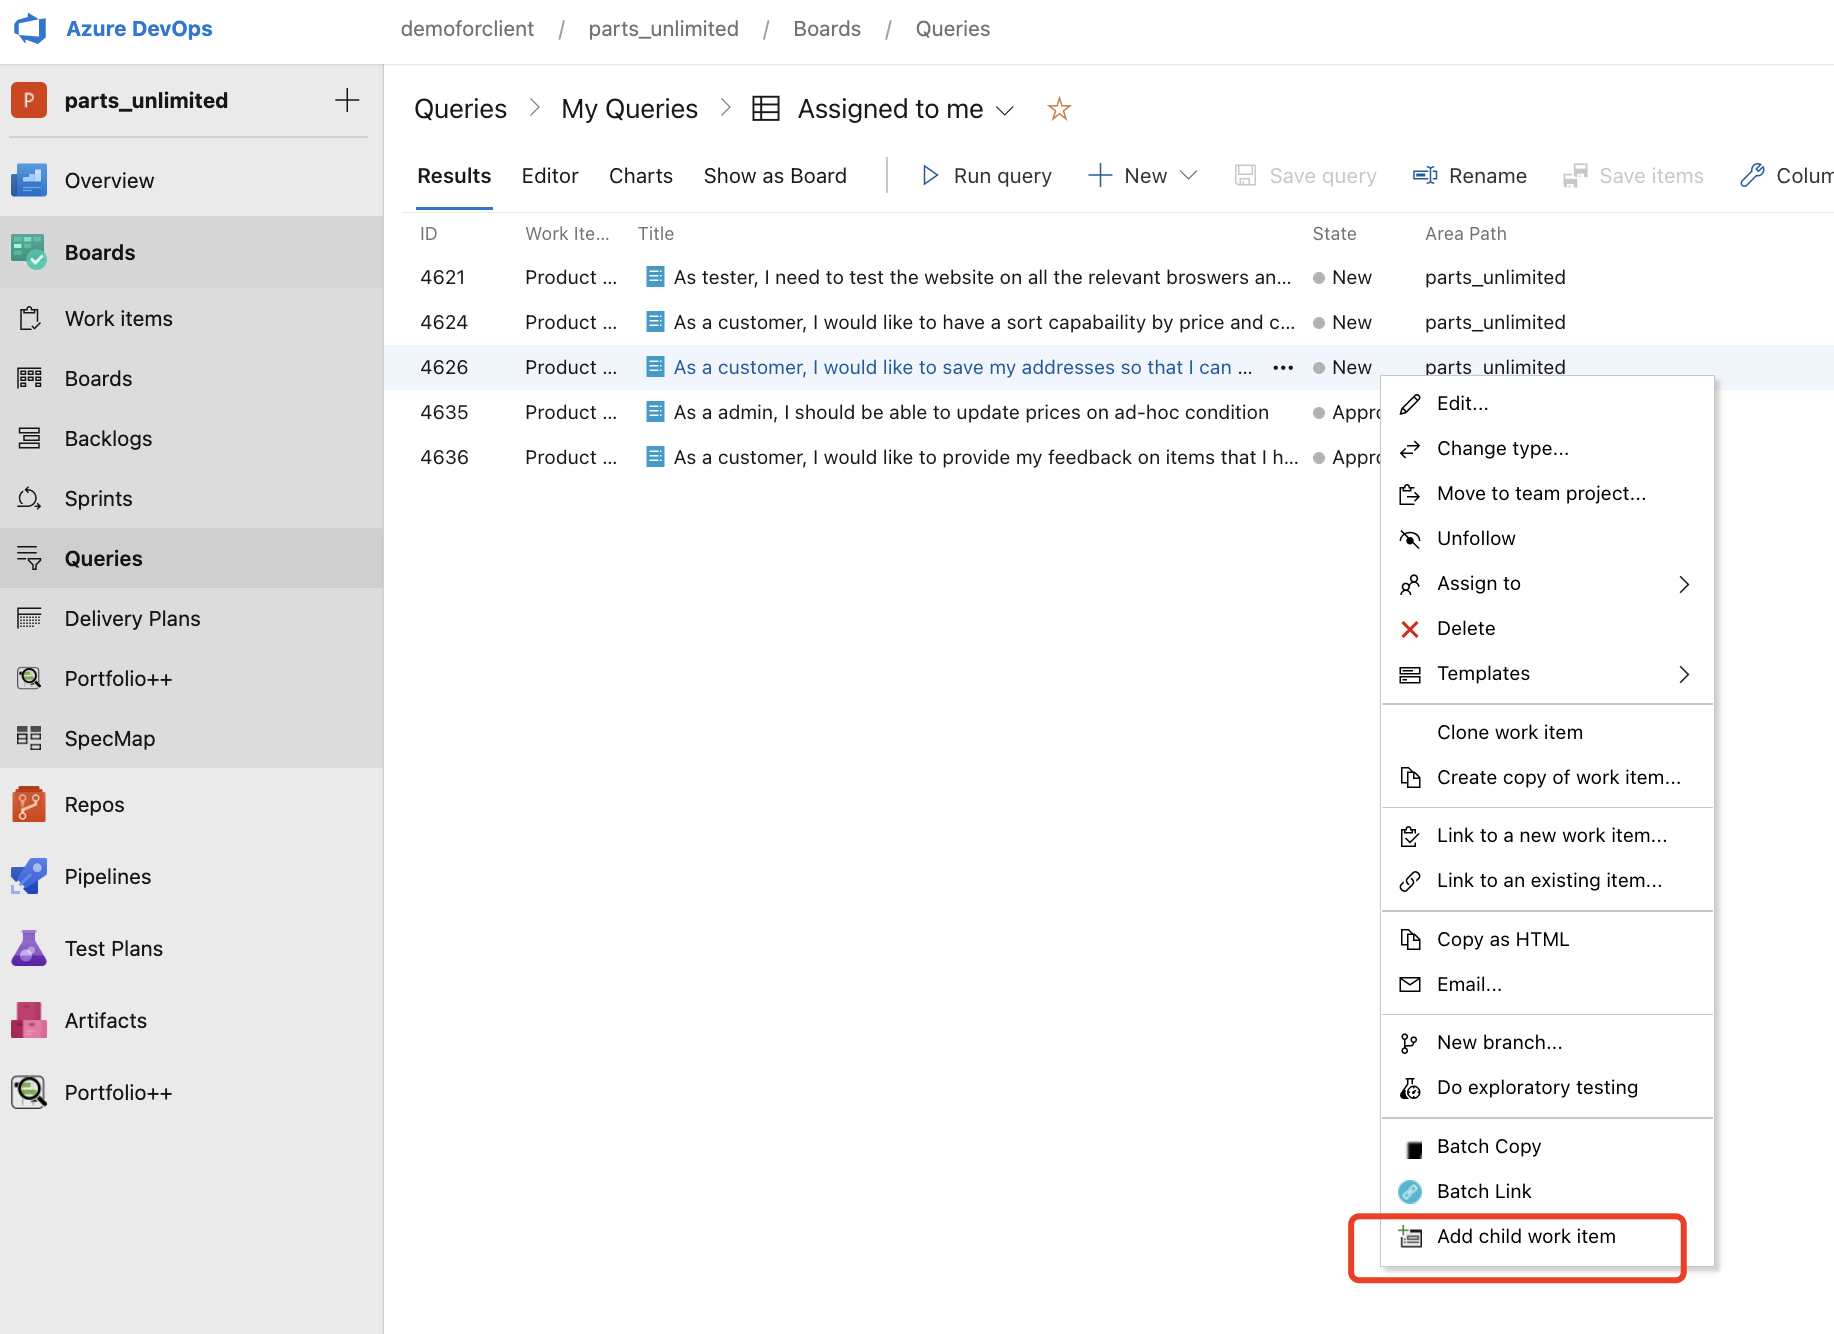 Azure DevOps
demoforclient / parts_unlimited / Boards / Queries
P parts_unlimited
Overview
Boards
Work items
Boards
Backlogs
Sprints
Queries
Delivery Plans
Portfolio++
SpecMap
Repos
Pipelines
Test Plans
Artifacts
Portfolio++
Queries > My Queries > Assigned to me
Results Editor Charts Show as Board Run query New Save query Rename Save items Colum
ID Work Ite... Title State Area Path
4621 Product ... As tester, I need to test the website on all the relevant broswers an... New parts_unlimited
4624 Product ... As a customer, I would like to have a sort capabaility by price and c... New parts_unlimited
4626 Product ... As a customer, I would like to save my addresses so that I can ... New parts_unlimited
4635 Product ... As a admin, I should be able to update prices on ad-hoc condition Appro
4636 Product ... As a customer, I would like to provide my feedback on items that I h... Appro
Edit...
Change type...
Move to team project...
Unfollow
Assign to
Delete
Templates
Clone work item
Create copy of work item...
Link to a new work item...
Link to an existing item...
Copy as HTML
Email...
New branch...
Do exploratory testing
Batch Copy
Batch Link
Add child work item